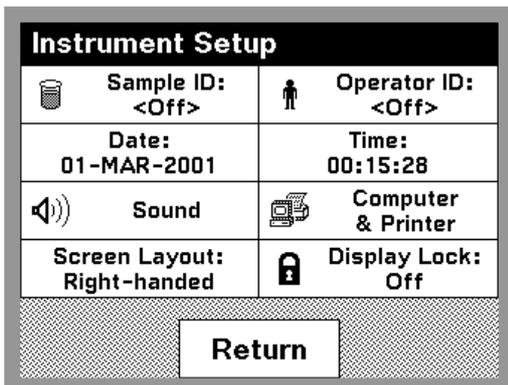 Instrument Setup
Sample ID:
<Off>
Operator ID:
<Off>
Date:
01-MAR-2001
Time:
00:15:28
Sound
Computer
& Printer
Screen Layout:
Right-handed
Display Lock:
Off
Return